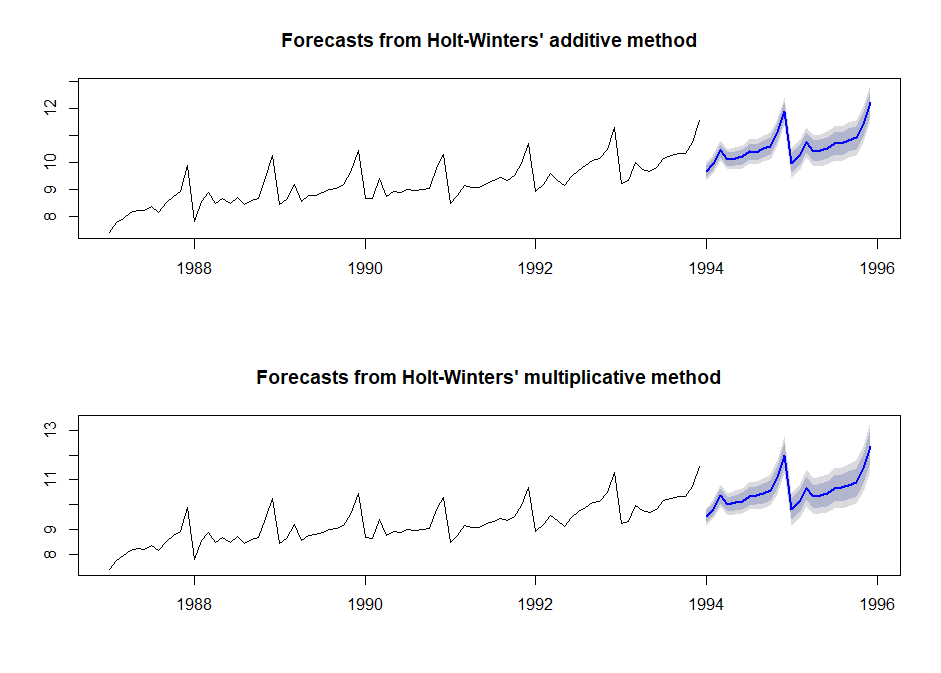 Forecasts from Holt-Winters' additive method
12
10
9
8
1988 1990 1992 1994 1996
Forecasts from Holt-Winters' multiplicative method
13
11
9
8
1988 1990 1992 1994 1996